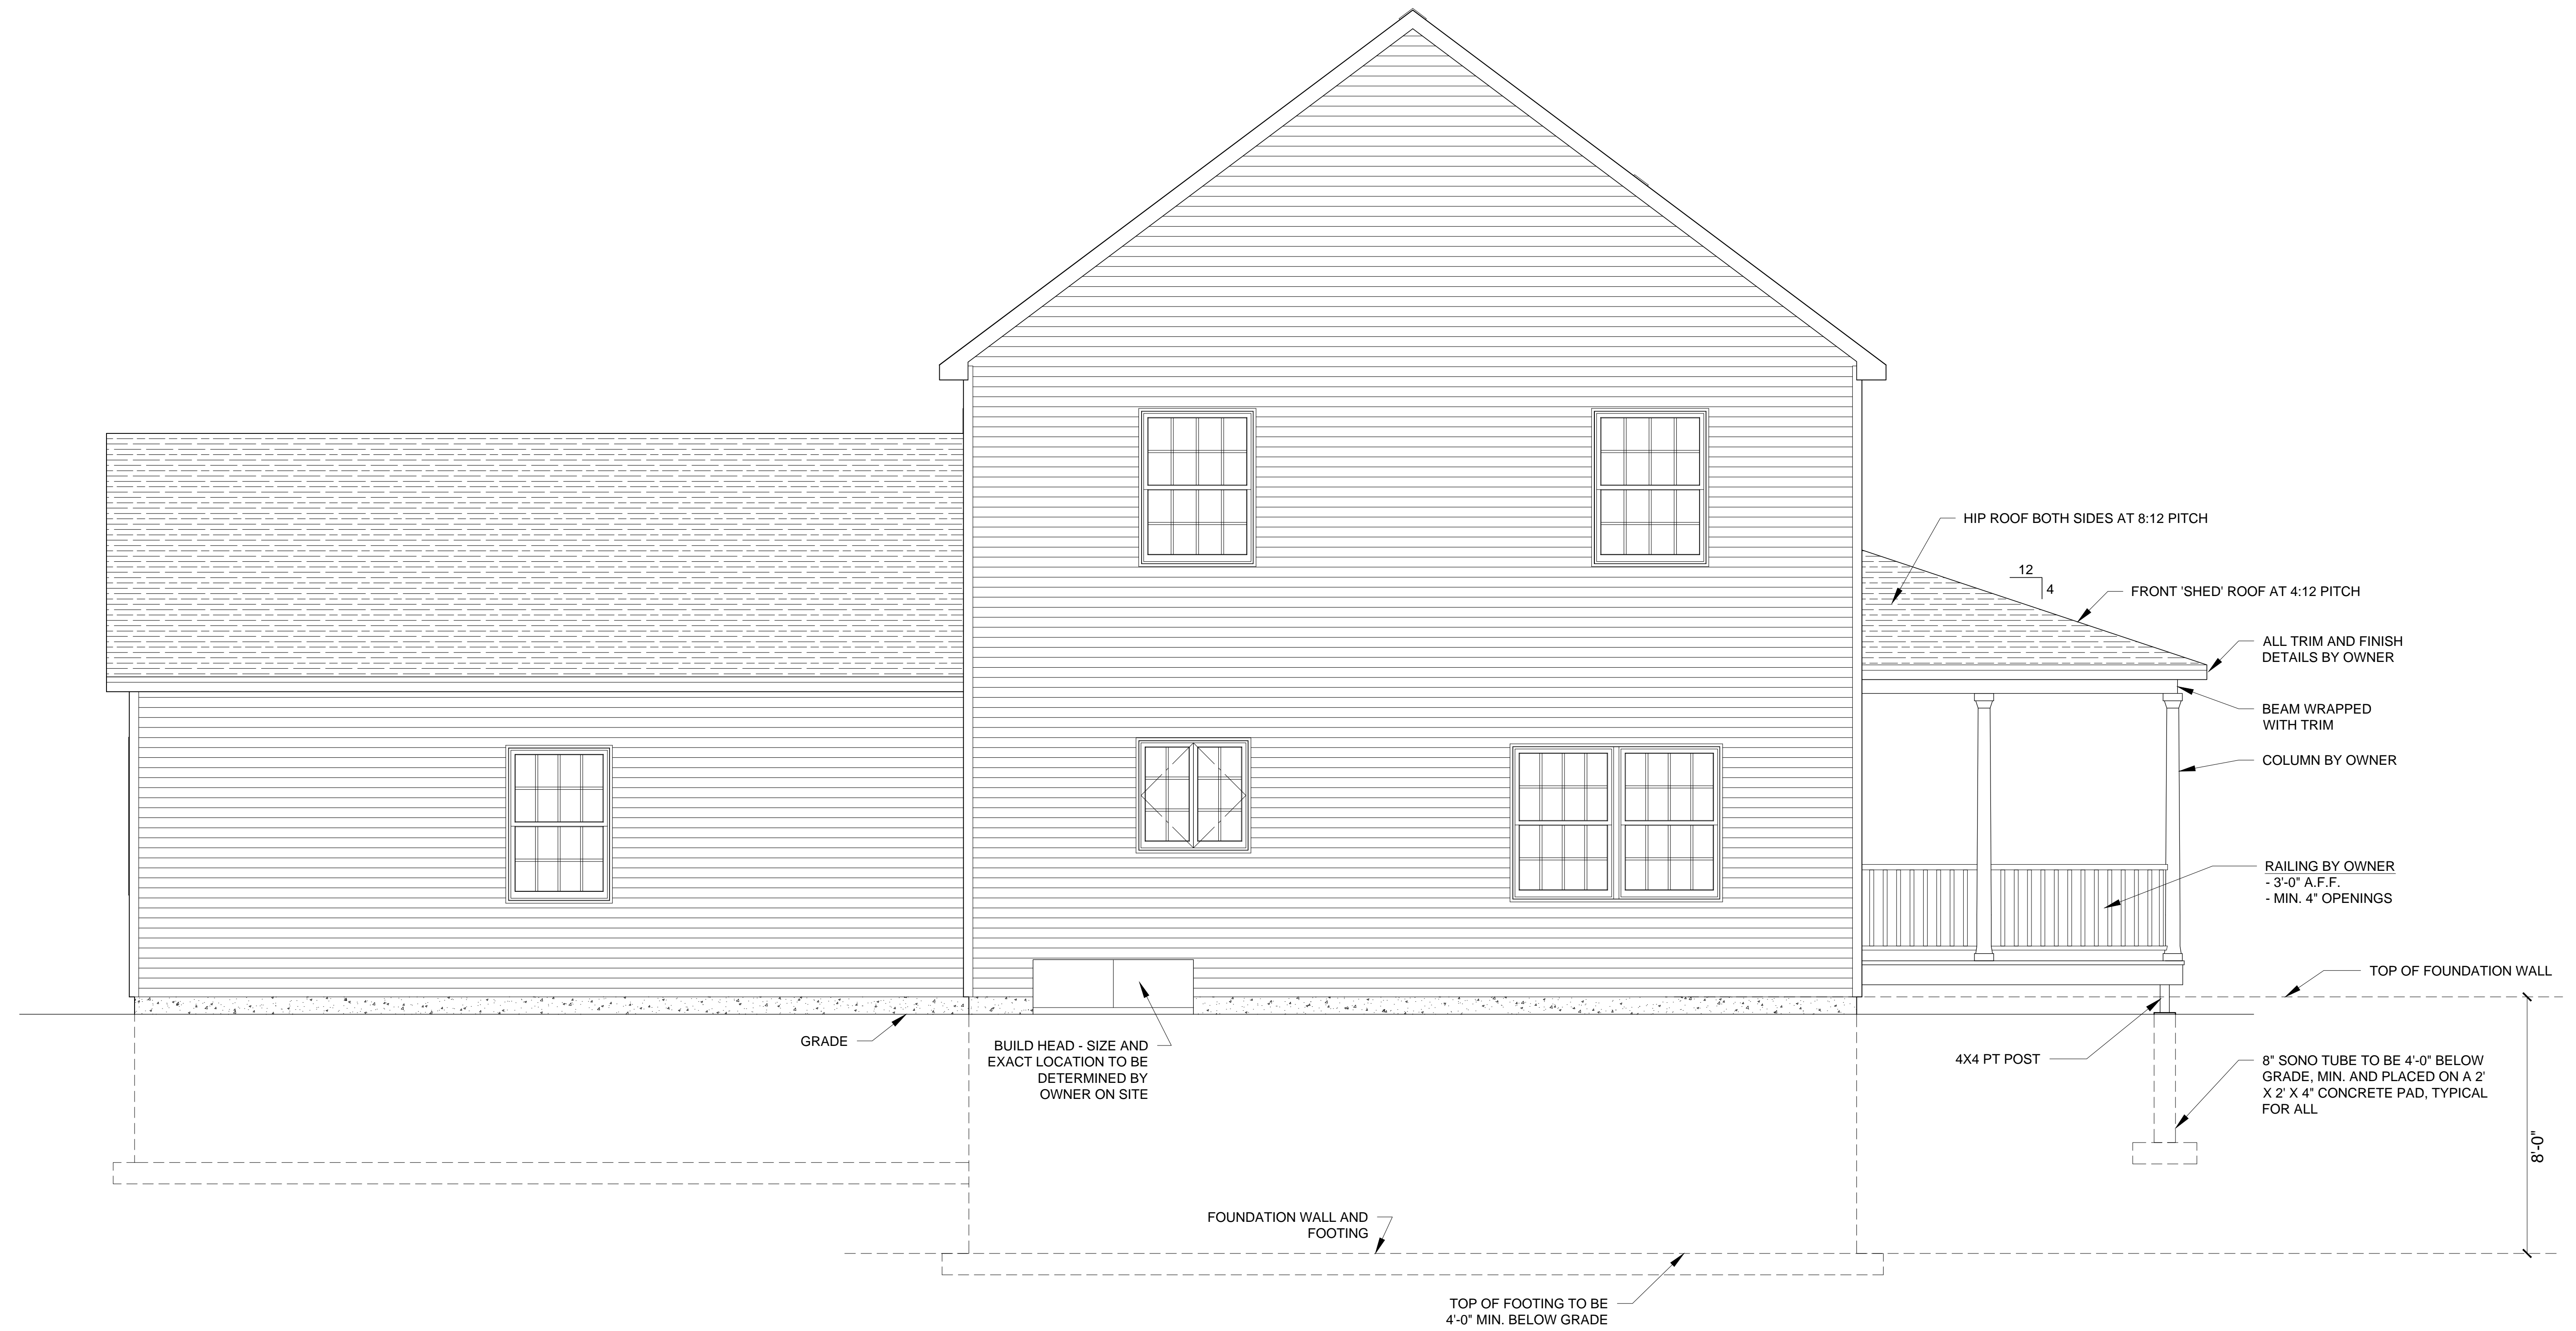 HIP ROOF BOTH SIDES AT 8:12 PITCH
12
4
FRONT 'SHED' ROOF AT 4:12 PITCH
ALL TRIM AND FINISH
DETAILS BY OWNER
BEAM WRAPPED
WITH TRIM
COLUMN BY OWNER
RAILING BY OWNER
- 3'-0" A.F.F.
- MIN. 4" OPENINGS
TOP OF FOUNDATION WALL
GRADE
BUILD HEAD - SIZE AND
EXACT LOCATION TO BE
DETERMINED BY
OWNER ON SITE
4X4 PT POST
8" SONO TUBE TO BE 4'-0" BELOW
GRADE, MIN. AND PLACED ON A 2'
X 2' X 4" CONCRETE PAD, TYPICAL
FOR ALL
8'-0"
FOUNDATION WALL AND
FOOTING
TOP OF FOOTING TO BE
4'-0" MIN. BELOW GRADE